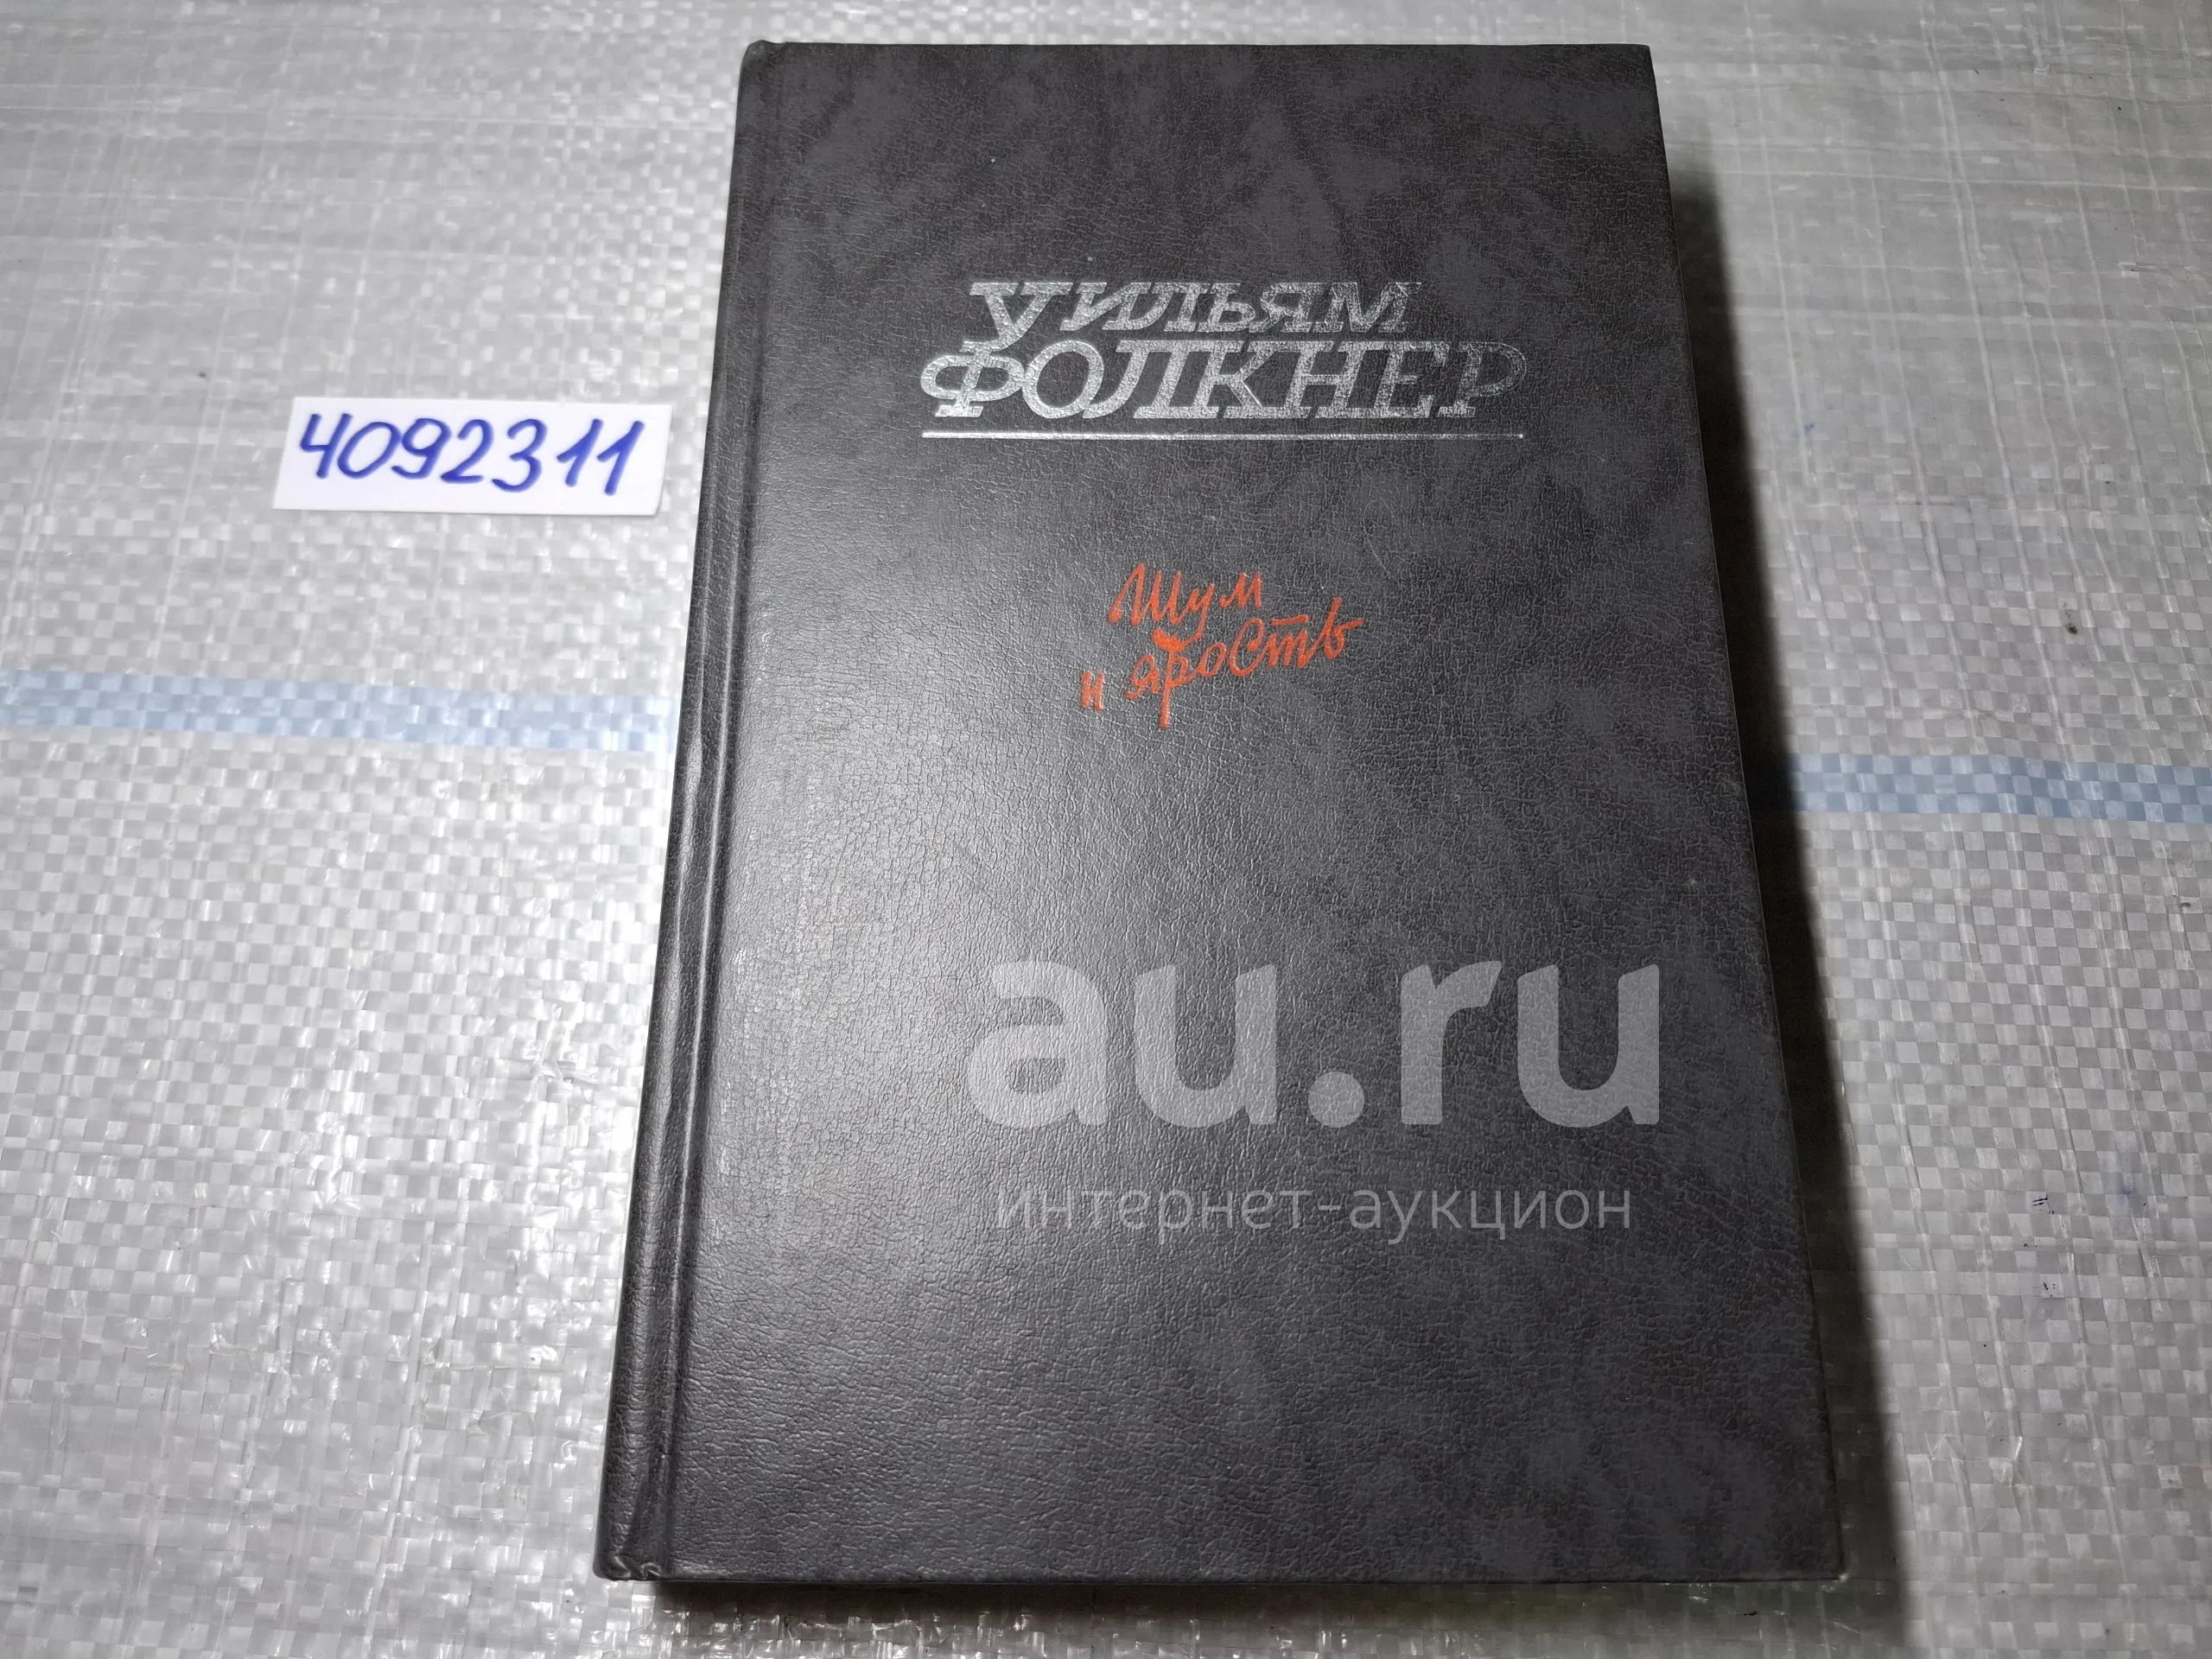 4092311
Уильям
ФОЛКНЕР
Шум
и ярость
au.ru
интернет-аукцион